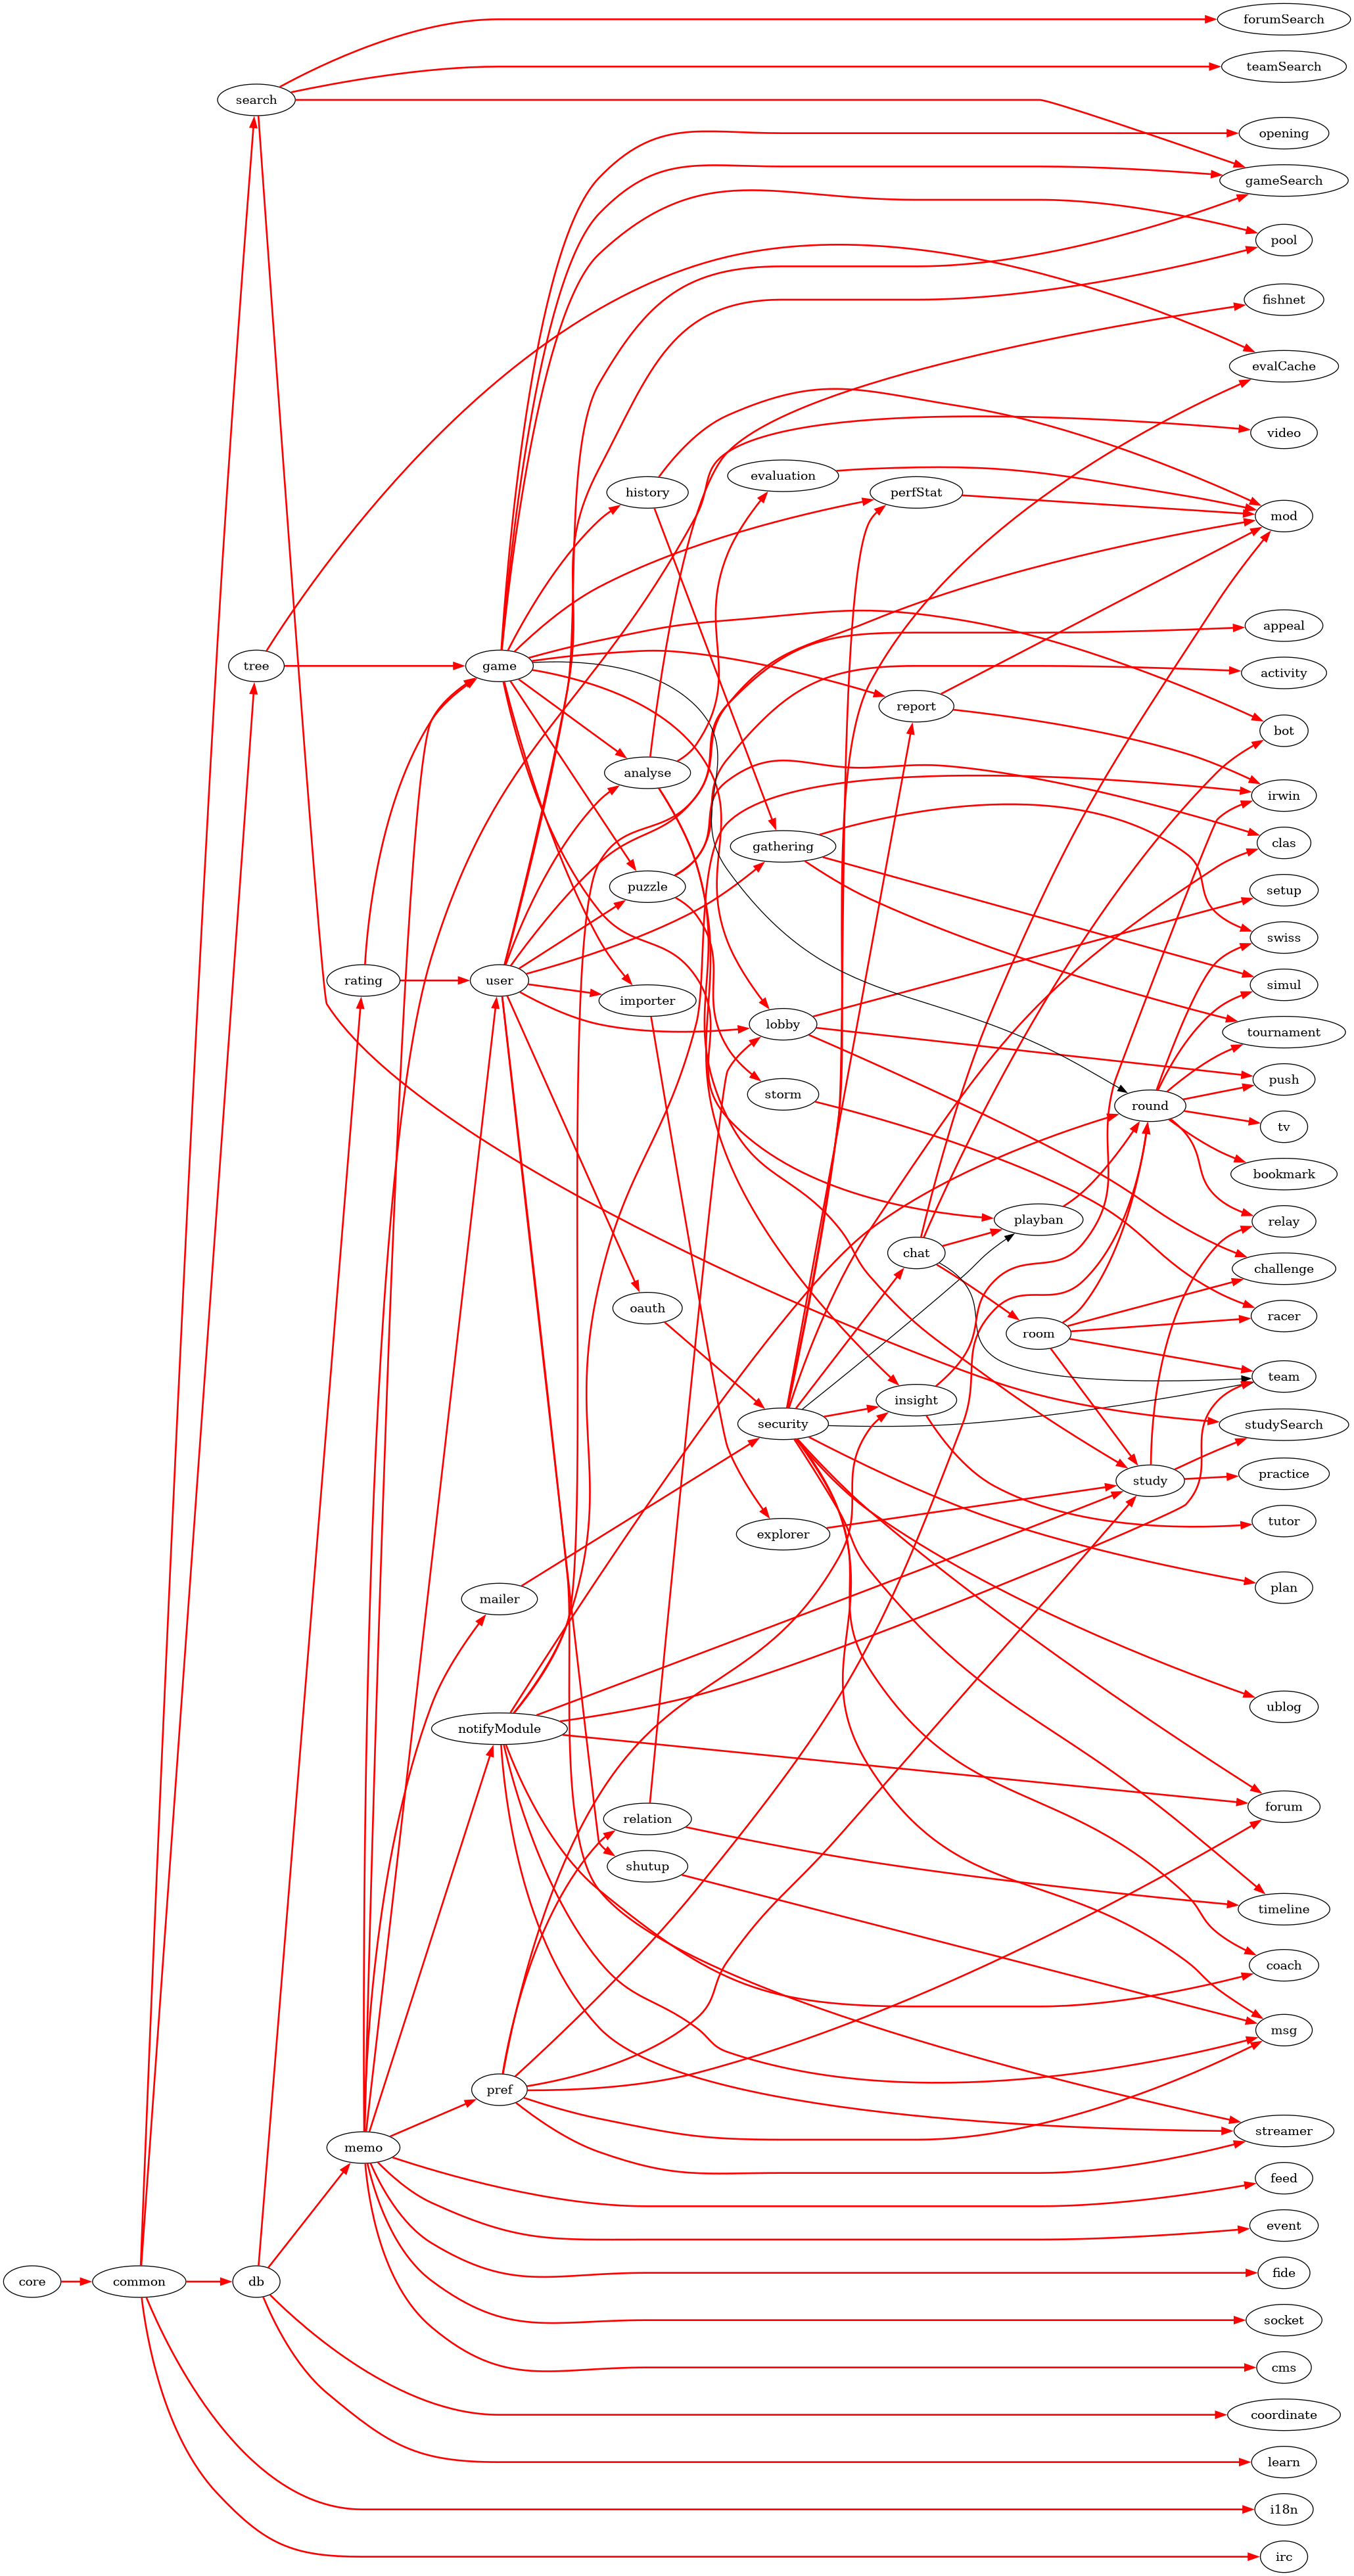 forumSearch
teamSearch
search
opening
gameSearch
pool
fishnet
evalCache
video
evaluation
history
perfStat
mod
appeal
tree
game
activity
report
bot
analyse
irwin
clas
gathering
puzzle
setup
swiss
rating
user
simul
importer
lobby
tournament
push
storm
round
tv
bookmark
playban
relay
chat
challenge
oauth
racer
room
team
insight
security
studySearch
practice
study
tutor
explorer
plan
mailer
ublog
notifyModule
forum
relation
shutup
timeline
coach
msg
pref
streamer
memo
feed
event
core
common
db
fide
socket
cms
coordinate
learn
i18n
irc